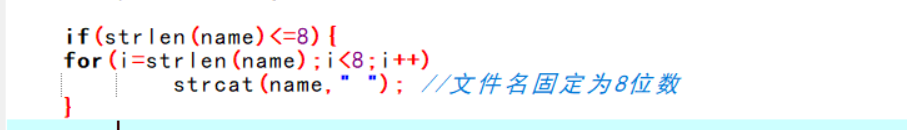 if(strlen(name)<=8){
for(i=strlen(name);i<8;i++)
strcat(name," "); //文件名固定为8位数
}